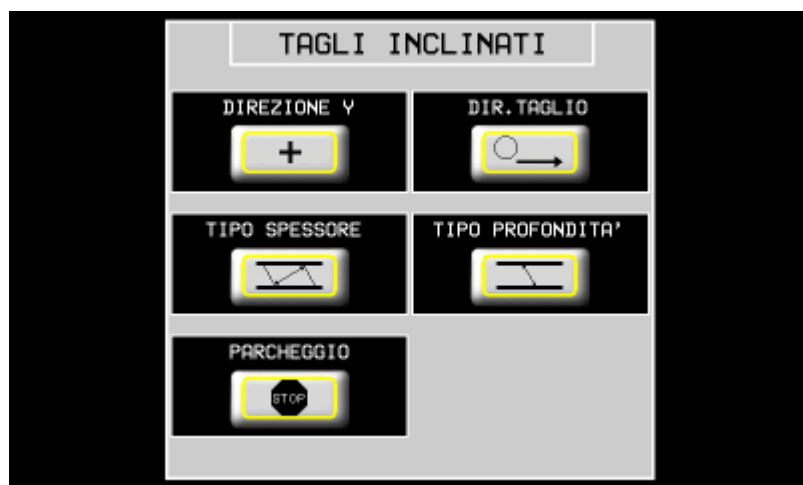 TAGLI INCLINATI
DIREZIONE Y
DIR.TAGLIO
+
TIPO SPESSORE
TIPO PROFONDITA'
PARCHEGGIO
STOP